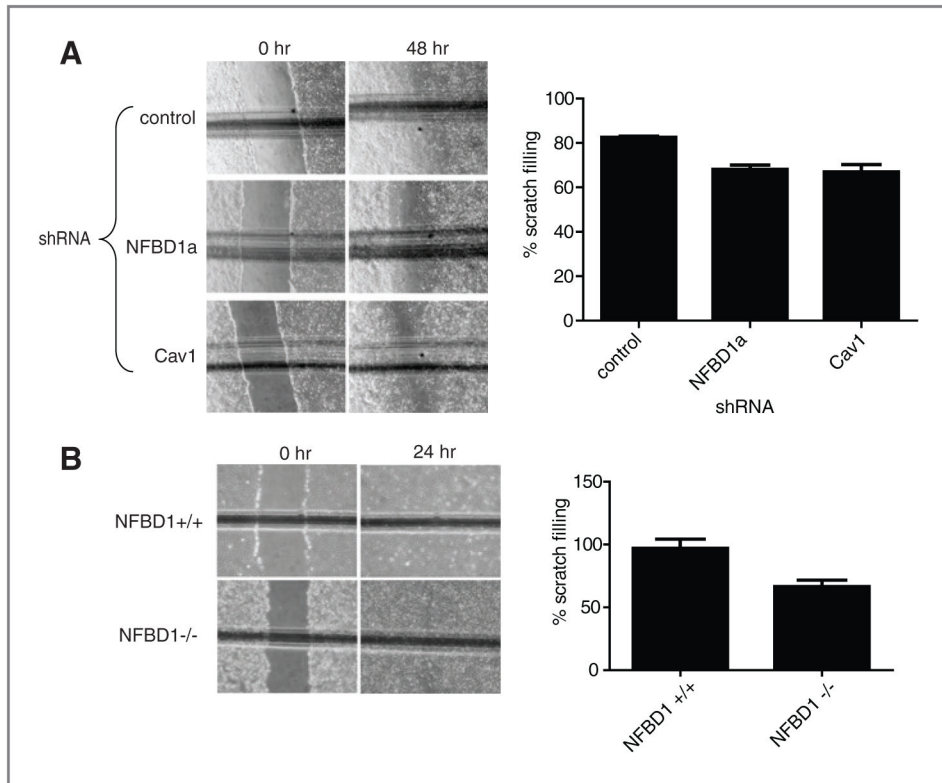 A
0 hr 48 hr
control
shRNA
NFBD1a
Cav1
% scratch filling
100
80
60
40
20
0
control
NFBD1a
Cav1
shRNA
B
0 hr 24 hr
NFBD1+/+
NFBD1-/-
% scratch filling
150
100
50
0
NFBD1 +/+
NFBD1 -/-